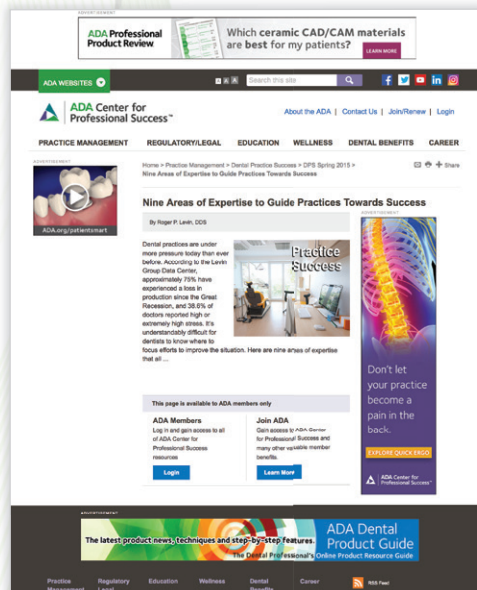 ADVERTISEMENT
ADA Professional
Product Review
Which ceramic CAD/CAM materials
are best for my patients?
LEARN MORE
ADA WEBSITES
A A A
Search this site
ADA Center for
Professional Success™
About the ADA | Contact Us | Join/Renew | Login
PRACTICE MANAGEMENT REGULATORY/LEGAL EDUCATION WELLNESS DENTAL BENEFITS CAREER
ADVERTISEMENT
ADA.org/patientsmart
Home > Practice Management > Dental Practice Success > DPS Spring 2015 >
Nine Areas of Expertise to Guide Practices Towards Success
Share
Nine Areas of Expertise to Guide Practices Towards Success
By Roger P. Levin, DDS
Dental practices are under
more pressure today than ever
before. According to the Levin
Group Data Center,
approximately 75% have
experienced a loss in
production since the Great
Recession, and 38.6% of
doctors reported high or
extremely high stress. It's
understandably difficult for
dentists to know where to
focus efforts to improve the situation. Here are nine areas of expertise
that all ...
Practice
Success
ADVERTISEMENT
Don't let
your practice
become a
pain in the
back.
EXPLORE QUICK ERGO
ADA Center for
Professional Success™
This page is available to ADA members only
ADA Members
Log in and gain access to all
of ADA Center for
Professional Success
resources
Login
Join ADA
Gain access to ADA Center
for Professional Success and
many other valuable member
benefits.
Learn More
ADVERTISEMENT
The latest product news, techniques and step-by-step features.
ADA Dental
Product Guide
The Dental Professional's Online Product Resource Guide
Practice
Management
Regulatory
Legal
Education
Wellness
Dental
Benefits
Career
RSS Feed